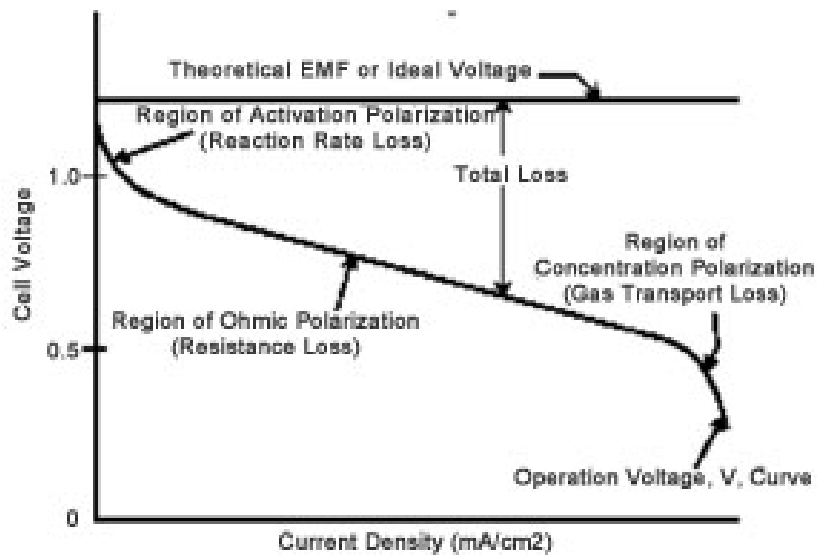 Theoretical EMF or Ideal Voltage
Region of Activation Polarization
(Reaction Rate Loss)
Total Loss
1.0
Cell Voltage
Region of
Concentration Polarization
(Gas Transport Loss)
Region of Ohmic Polarization
(Resistance Loss)
0.5
Operation Voltage, V, Curve
0
Current Density (mA/cm2)